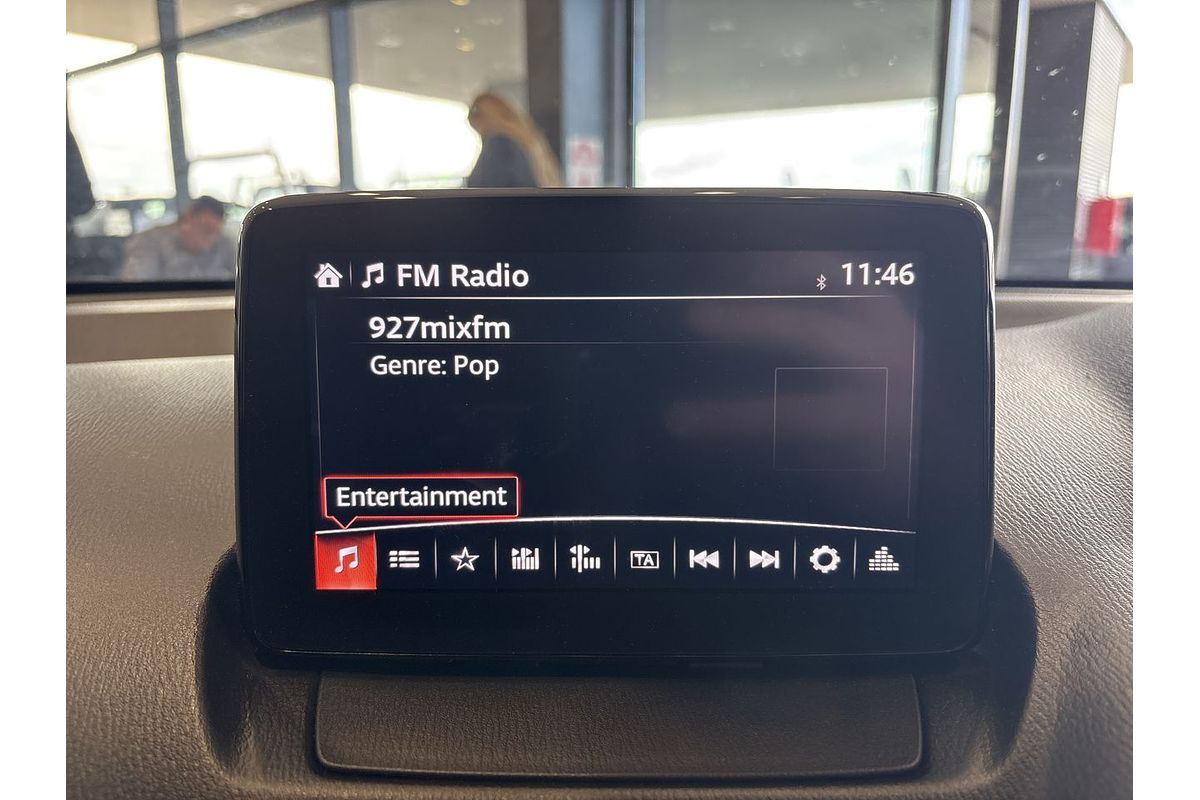 FM Radio 11:46
927mixfm
Genre: Pop
Entertainment
TA